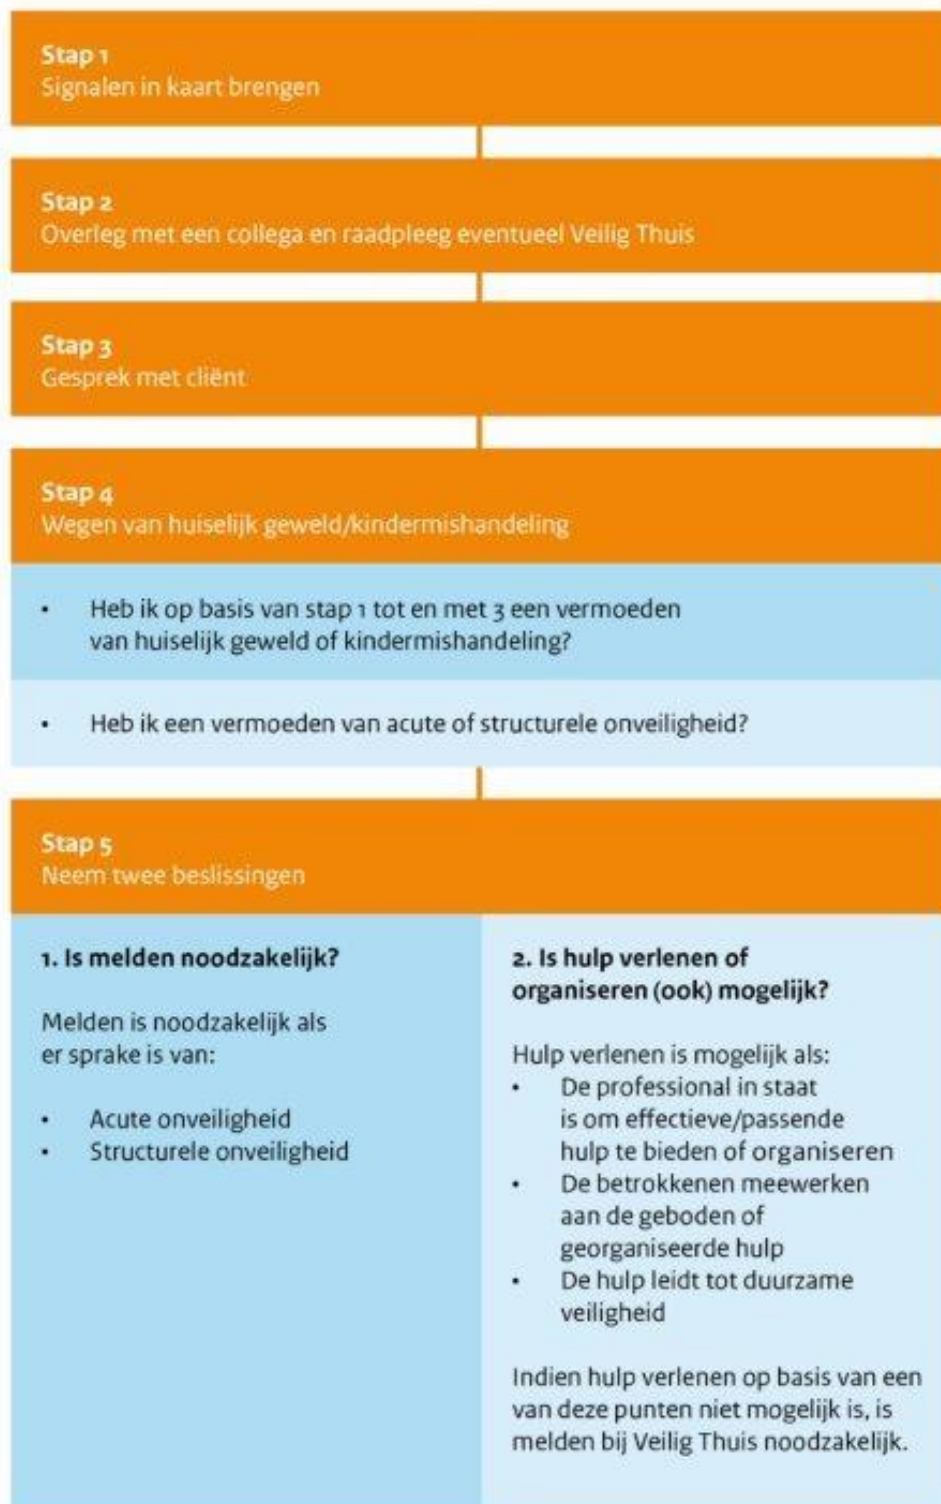 Stap 1
Signalen in kaart brengen
Stap 2
Overleg met een collega en raadpleeg eventueel Veilig Thuis
Stap 3
Gesprek met cliënt
Stap 4
Wegen van huiselijk geweld/kindermishandeling
• Heb ik op basis van stap 1 tot en met 3 een vermoeden
van huiselijk geweld of kindermishandeling?
• Heb ik een vermoeden van acute of structurele onveiligheid?
Stap 5
Neem twee beslissingen
1. Is melden noodzakelijk?
Melden is noodzakelijk als
er sprake is van:
• Acute onveiligheid
• Structurele onveiligheid
2. Is hulp verlenen of
organiseren (ook) mogelijk?
Hulp verlenen is mogelijk als:
• De professional in staat
is om effectieve/passende
hulp te bieden of organiseren
• De betrokkenen meewerken
aan de geboden of
georganiseerde hulp
• De hulp leidt tot duurzame
veiligheid
Indien hulp verlenen op basis van een
van deze punten niet mogelijk is, is
melden bij Veilig Thuis noodzakelijk.